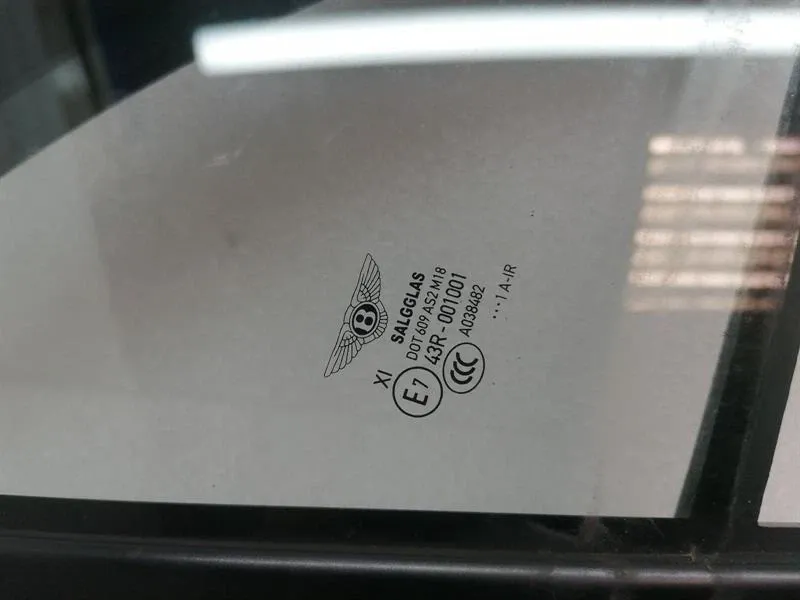 B
SALGGLAS
DOT 609 AS2 M18
XI
43R-001001
E7
CCC
A038482
...1 A-IR